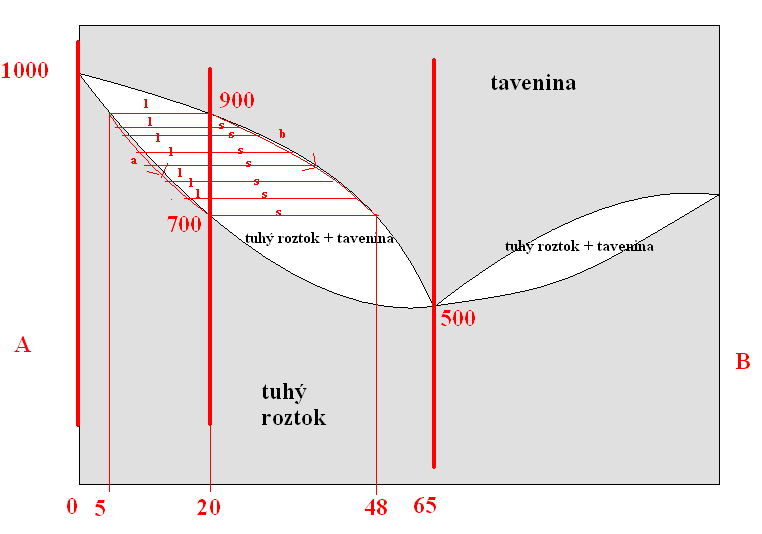 1000
tavenina
900
l
l
s
s
b
l
l
s
a
s
l
l
s
l
s
s
700
tuhý roztok + tavenina
tuhý roztok + tavenina
500
A
B
tuhý
roztok
0
5
20
48
65